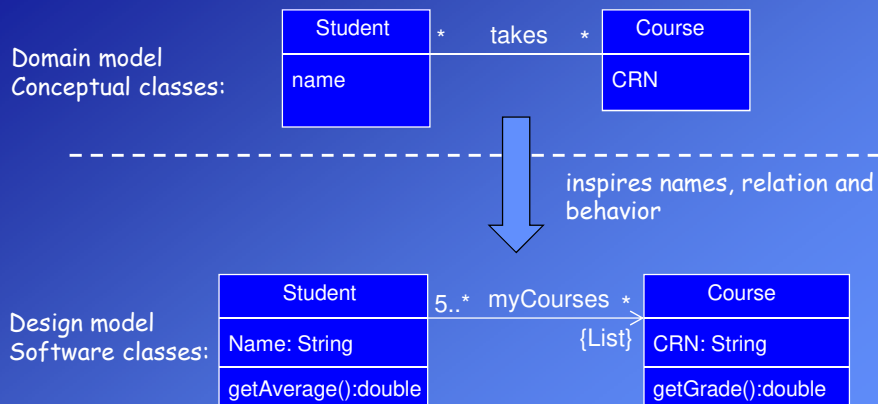 Student
* takes *
Course
Domain model
Conceptual classes:
name
CRN
inspires names, relation and
behavior
Student
5..* myCourses *
{List}
Course
Design model
Software classes:
Name: String
CRN: String
getAverage():double
getGrade():double